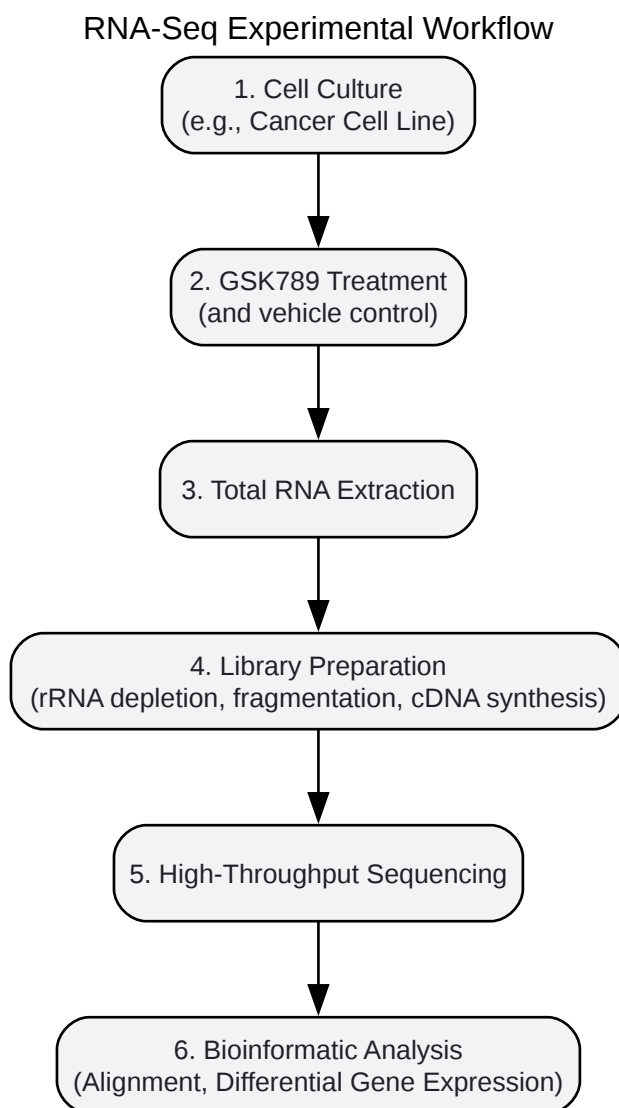 RNA-Seq Experimental Workflow
1. Cell Culture
(e.g., Cancer Cell Line)
2. GSK789 Treatment
(and vehicle control)
3. Total RNA Extraction
4. Library Preparation
(rRNA depletion, fragmentation, cDNA synthesis)
5. High-Throughput Sequencing
6. Bioinformatic Analysis
(Alignment, Differential Gene Expression)